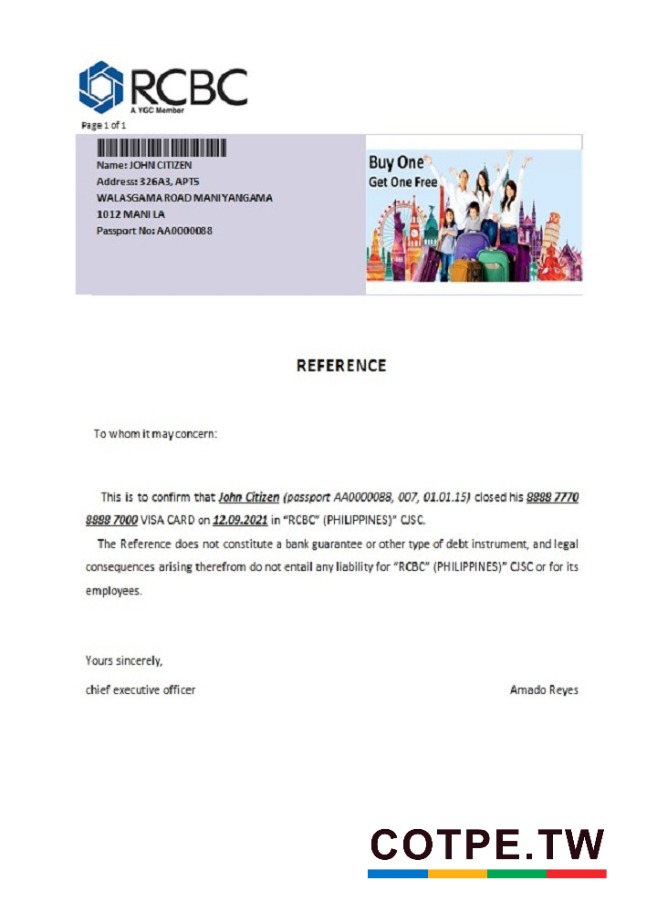 RCBC
A YGC Member
Page 1 of 1
Name: JOHN CITIZEN
Address: 326A3, APT5
WALASGAMA ROAD MANIYANGAMA
1012 MANILA
Passport No: AA0000088
Buy One
Get One Free
REFERENCE
To whom it may concern:
This is to confirm that John Citizen (passport AA0000088, 007, 01.01.15) closed his 8888 7770
8888 7000 VISA CARD on 12.09.2021 in “RCBC” (PHILIPPINES)” CJSC.
The Reference does not constitute a bank guarantee or other type of debt instrument, and legal
consequences arising therefrom do not entail any liability for “RCBC” (PHILIPPINES)” CJSC or for its
employees.
Yours sincerely,
chief executive officer Amado Reyes
COTPE.TW